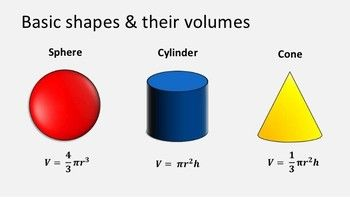 Basic shapes & their volumes
Sphere Cylinder Cone
V = 4/3 πr³ V = πr²h V = 1/3 πr²h